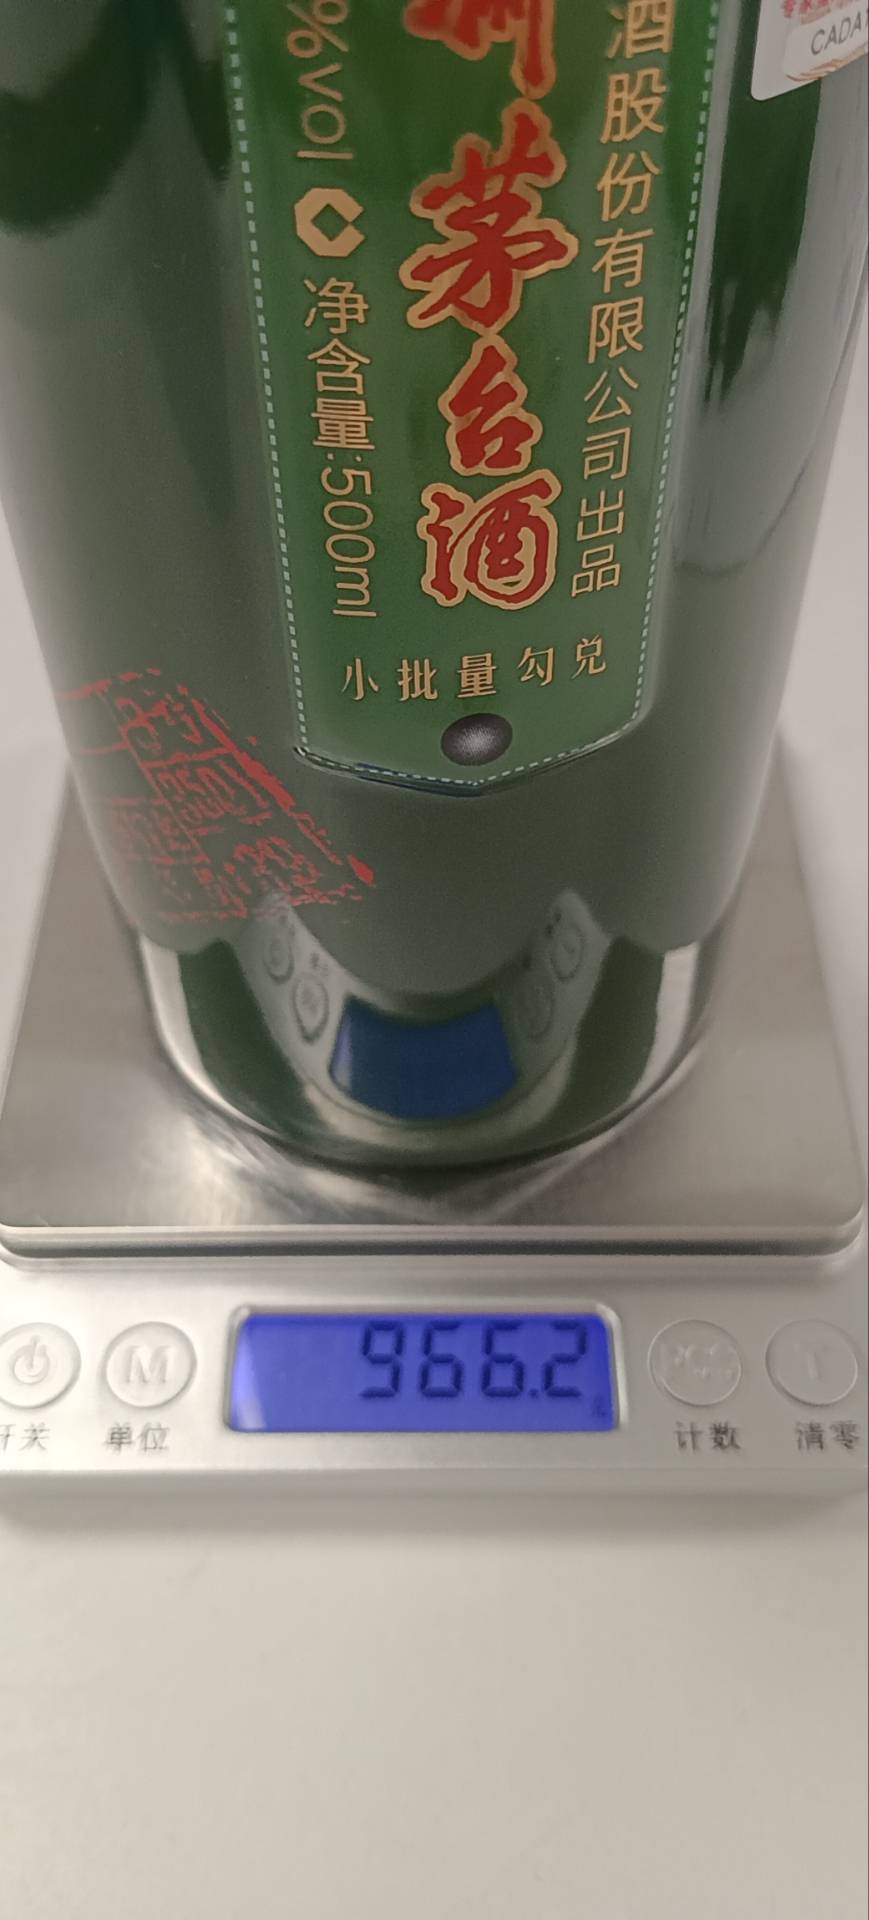 酒股份有限公司出品
茅台酒
%vol 净含量:500ml
小批量勾兑
CADA
966.2
M
T
开关
单位
计数
清零